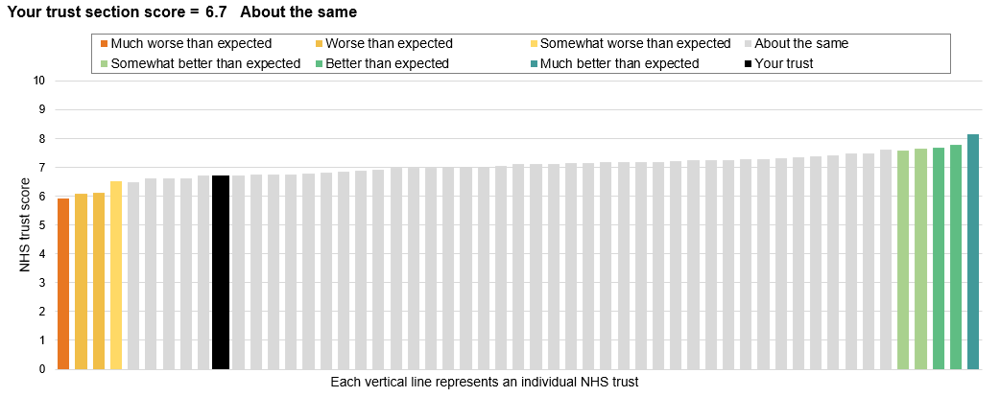 Your trust section score = 6.7 About the same
Much worse than expected Worse than expected Somewhat worse than expected About the same
Somewhat better than expected Better than expected Much better than expected Your trust
10
9
8
7
6
5
4
3
2
1
0
NHS trust score
Each vertical line represents an individual NHS trust